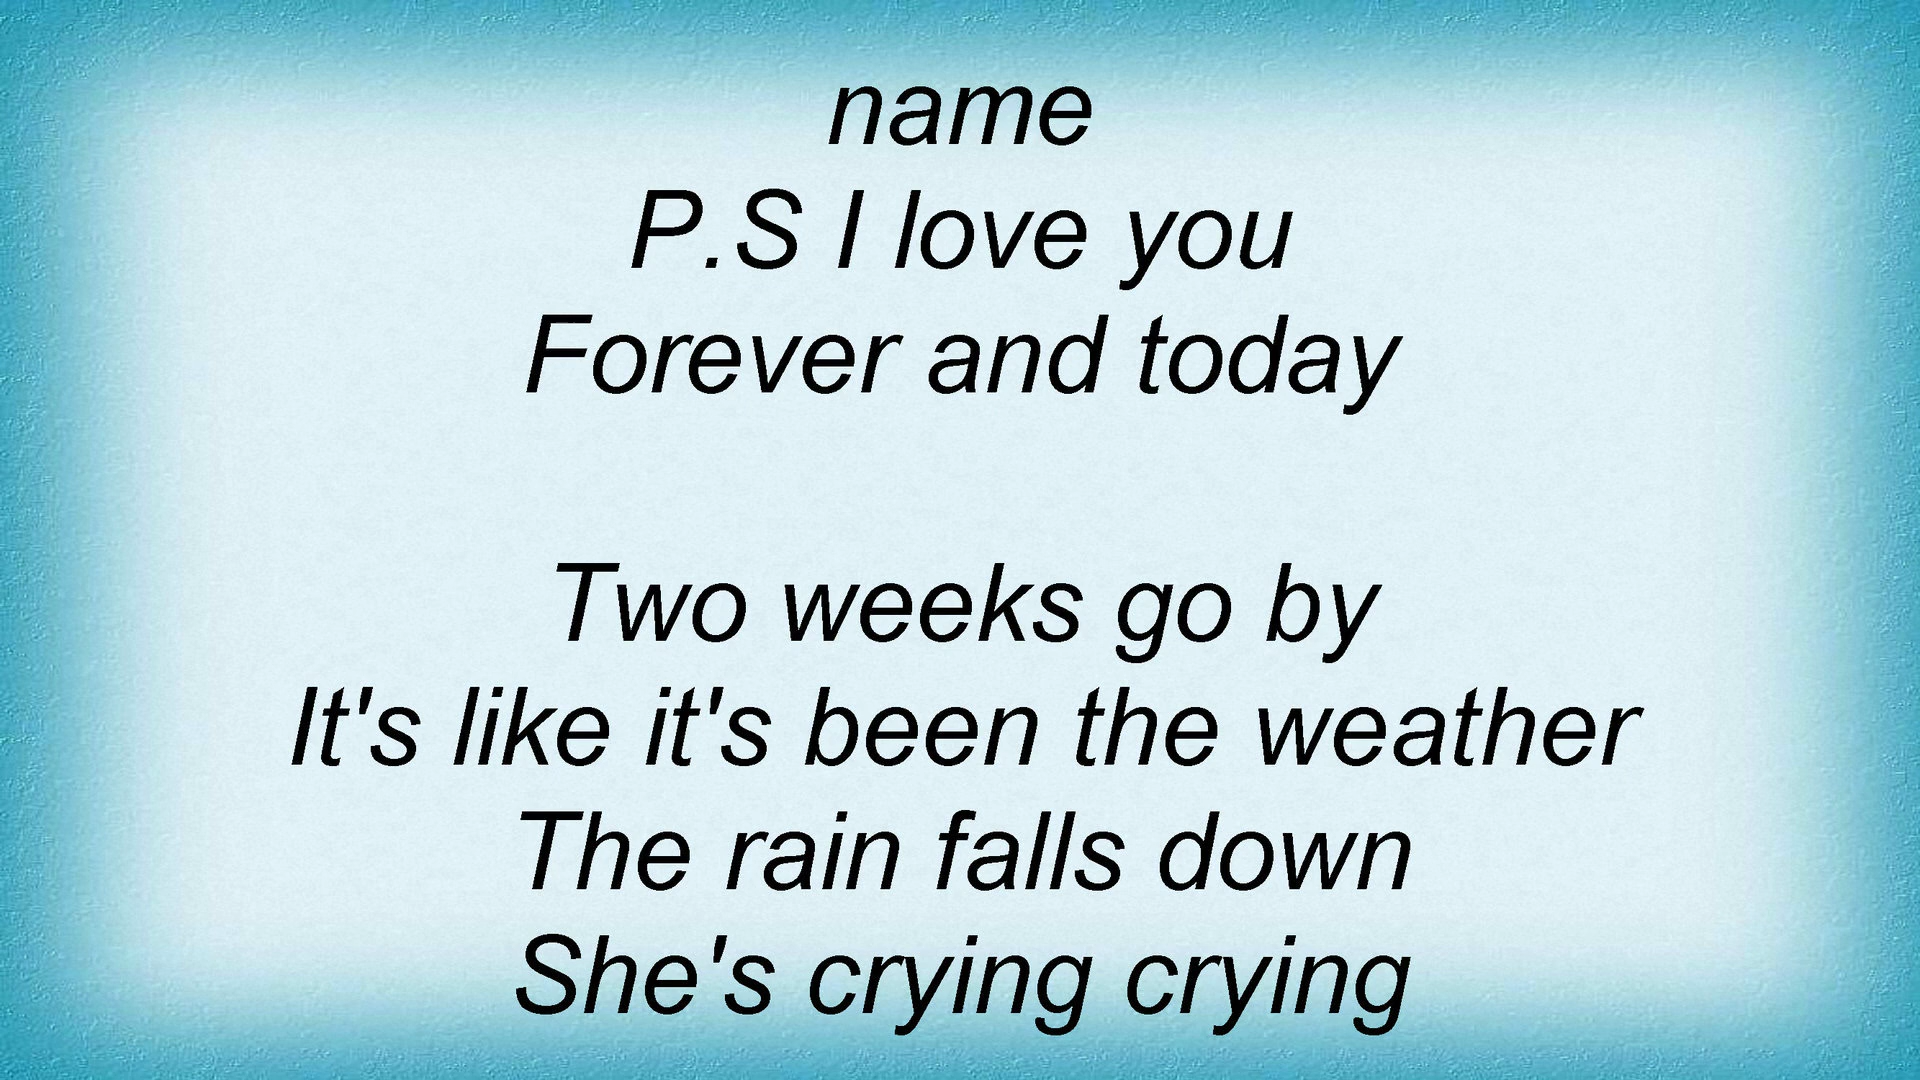 name
P.S I love you
Forever and today
Two weeks go by
It's like it's been the weather
The rain falls down
She's crying crying